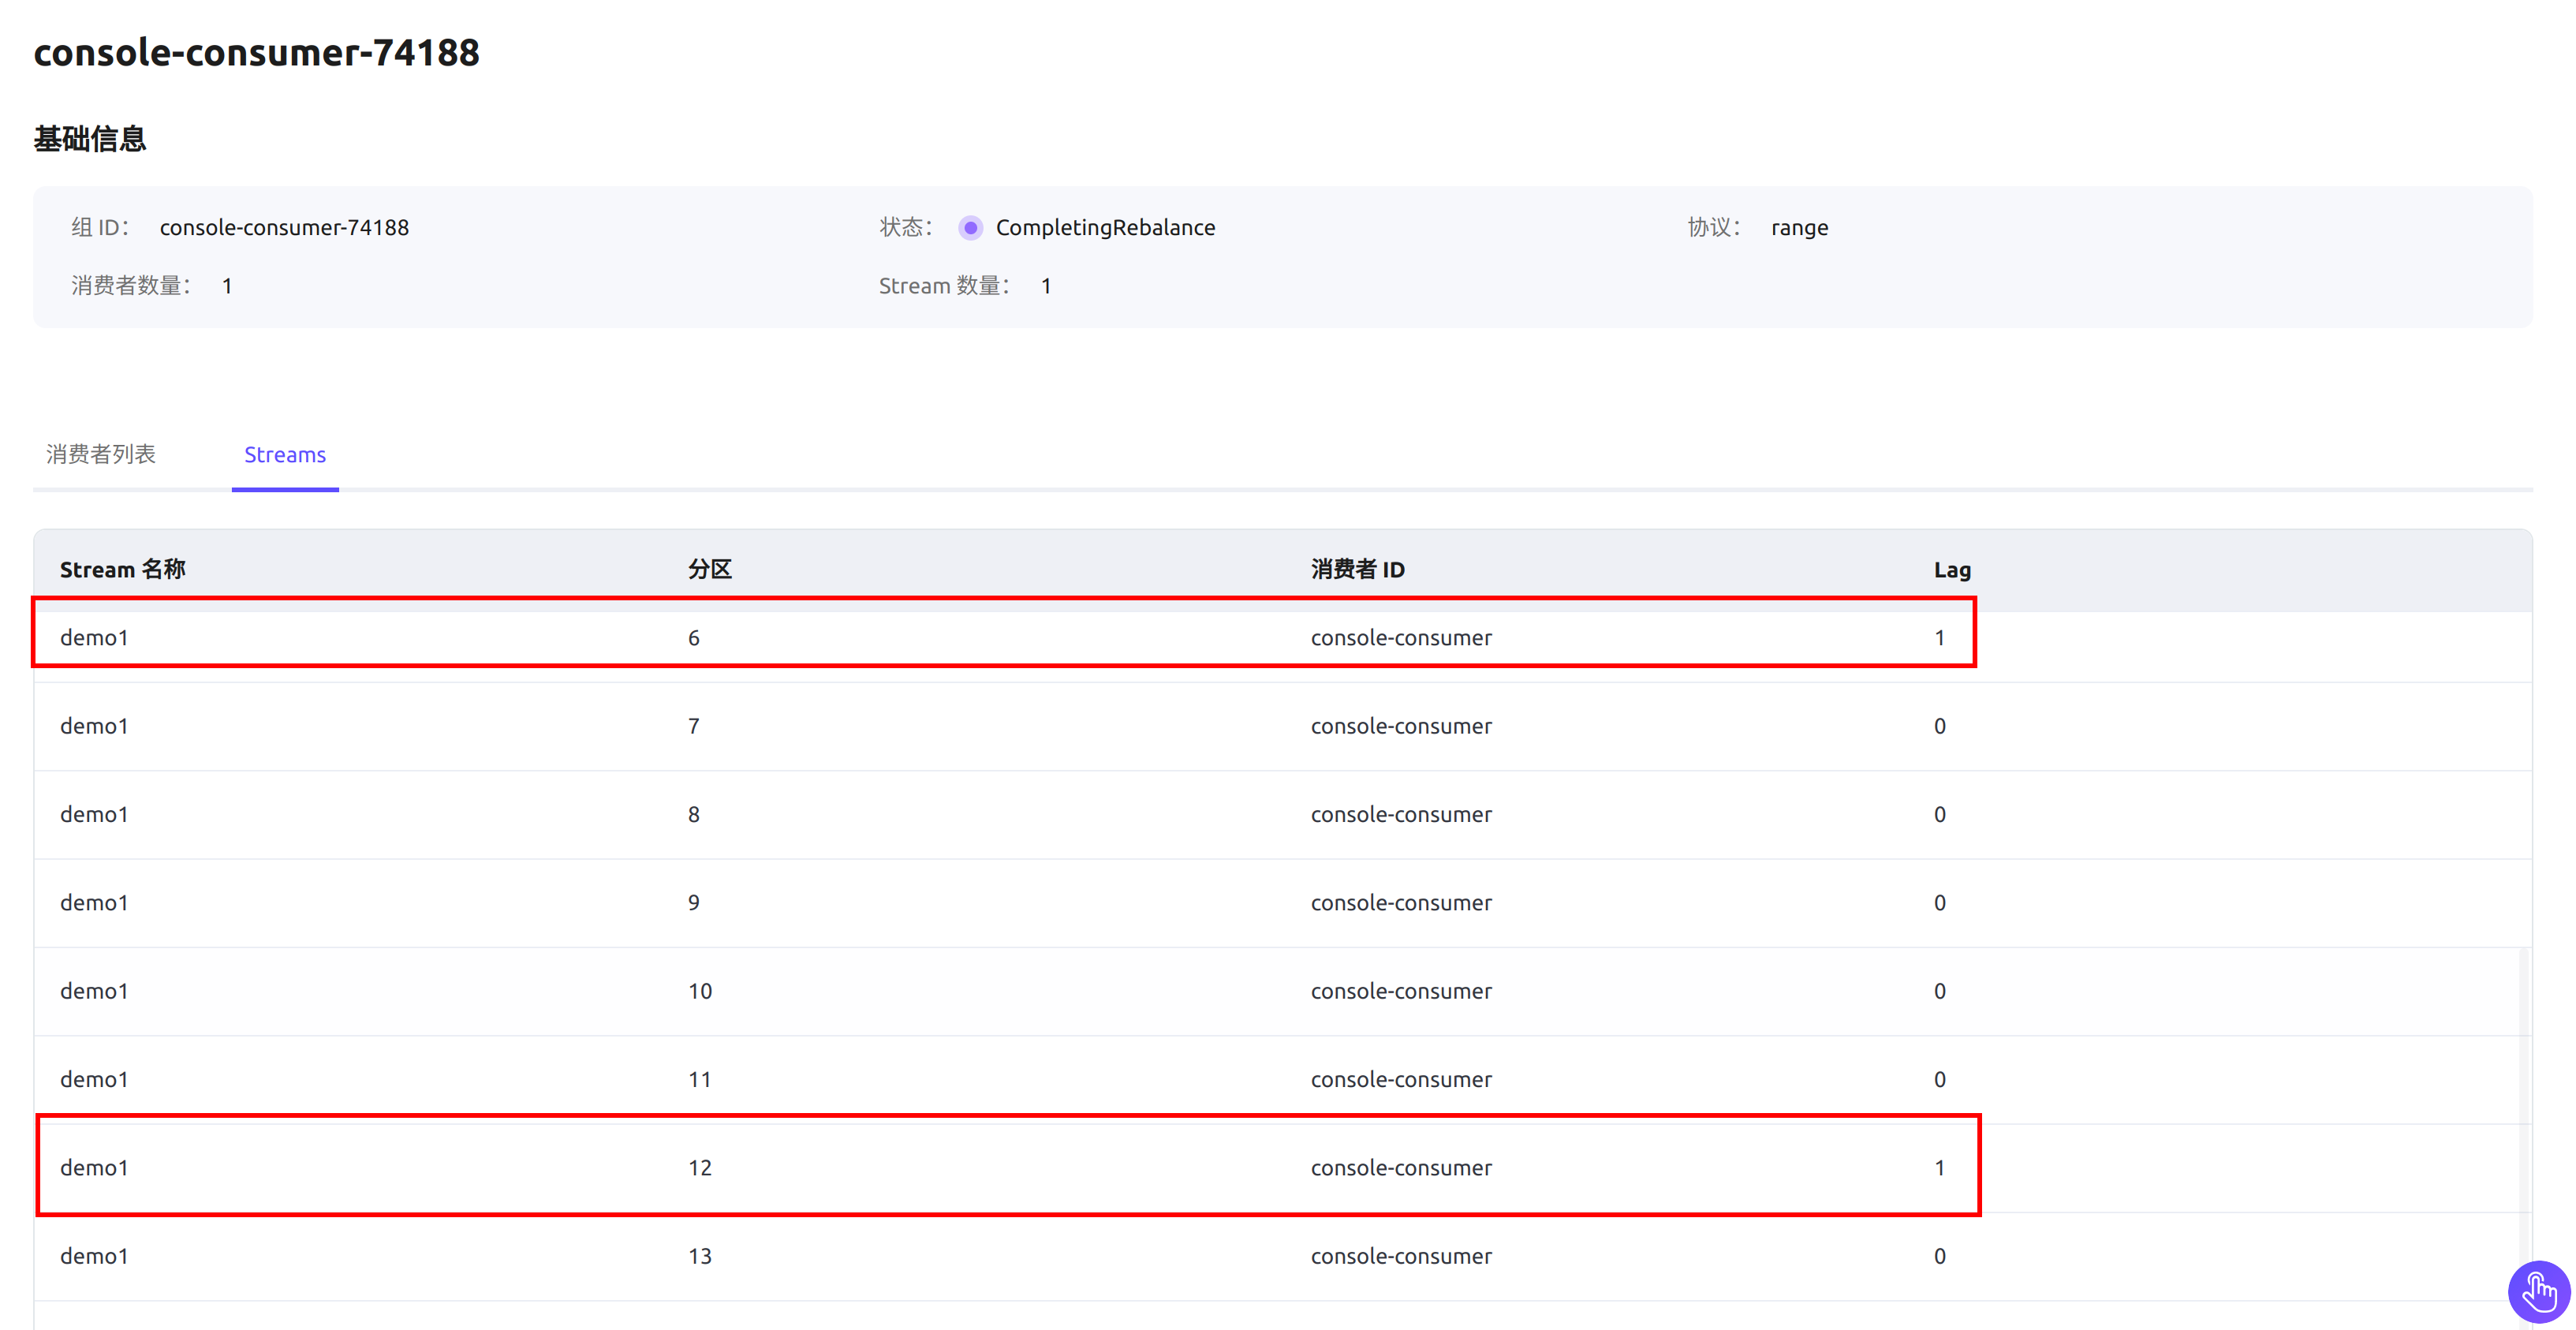 console-consumer-74188
基础信息
组 ID： console-consumer-74188 状态： CompletingRebalance 协议： range
消费者数量： 1 Stream 数量： 1
消费者列表 Streams
Stream 名称 分区 消费者 ID Lag
demo1 6 console-consumer 1
demo1 7 console-consumer 0
demo1 8 console-consumer 0
demo1 9 console-consumer 0
demo1 10 console-consumer 0
demo1 11 console-consumer 0
demo1 12 console-consumer 1
demo1 13 console-consumer 0